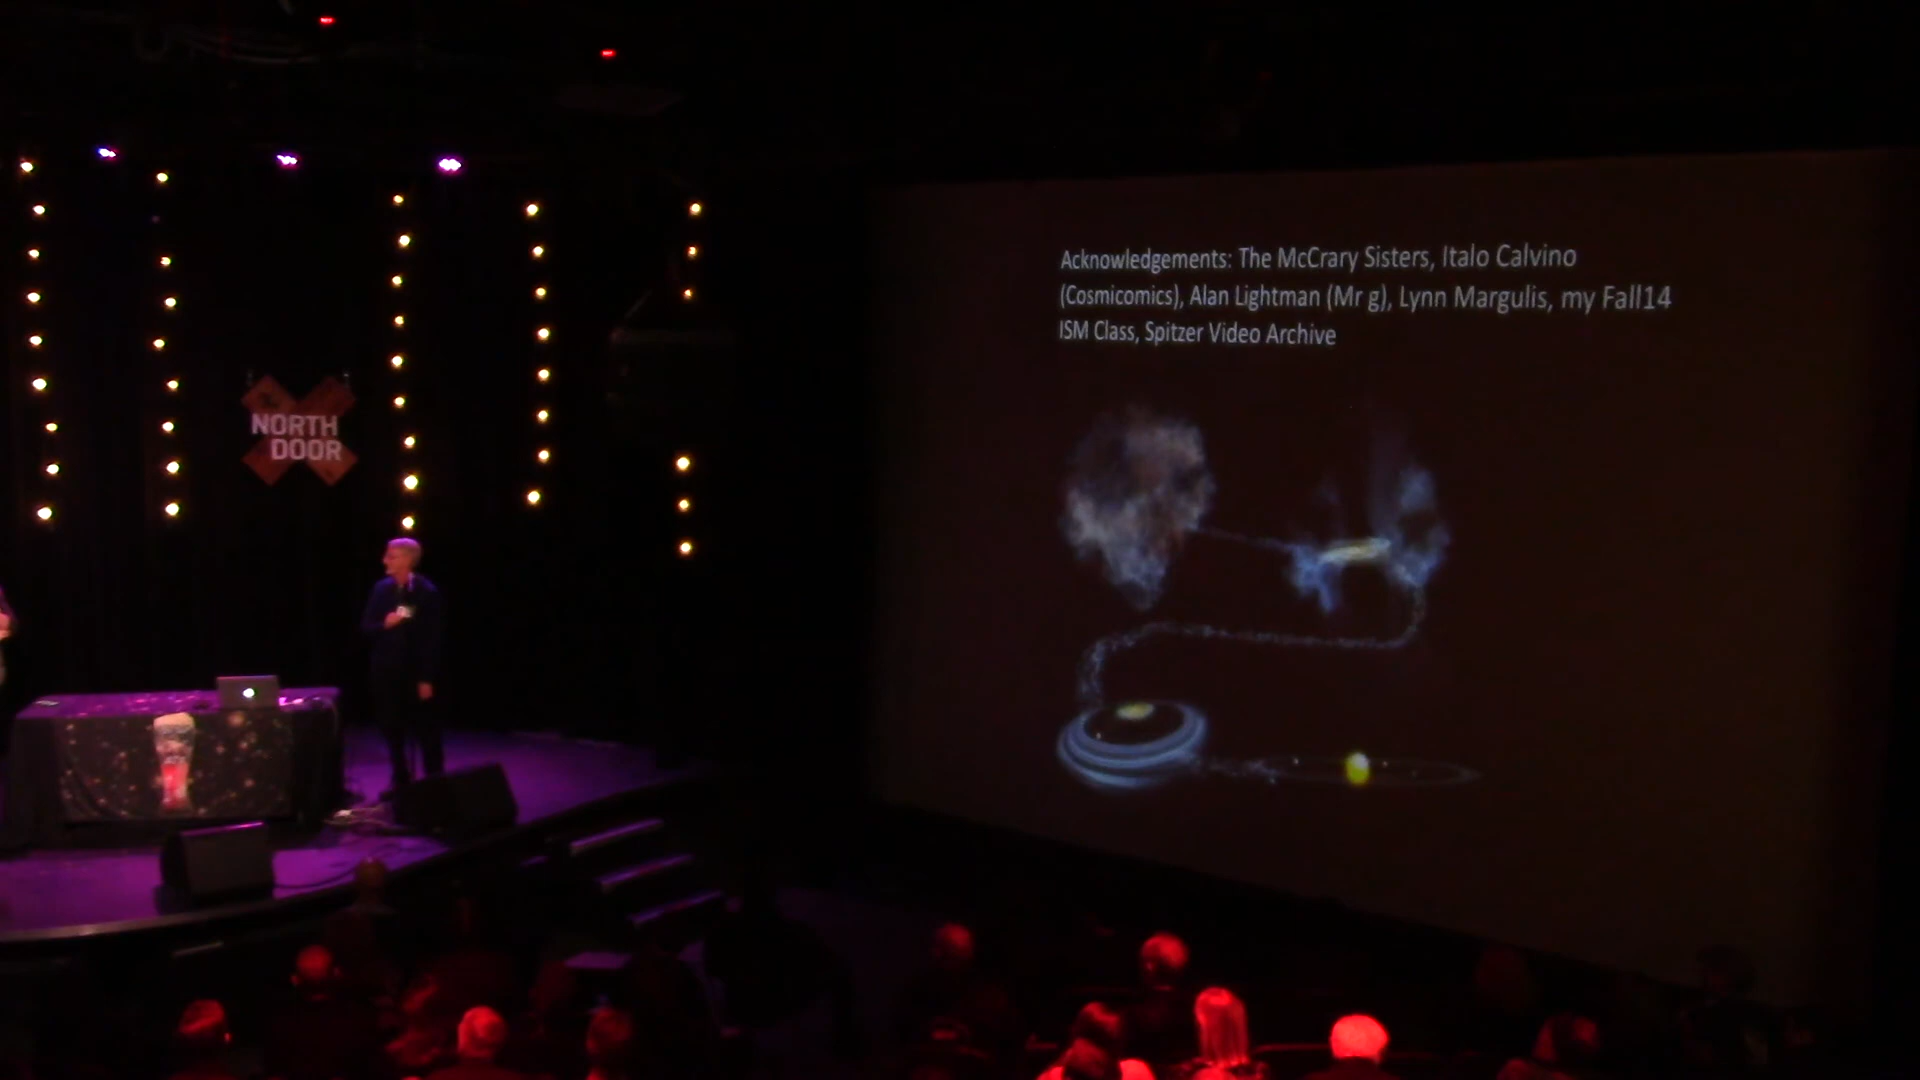 NORTH
DOOR
Acknowledgements: The McCrary Sisters, Italo Calvino
(Cosmicomics), Alan Lightman (Mr g), Lynn Margulis, my Fall14
ISM Class, Spitzer Video Archive